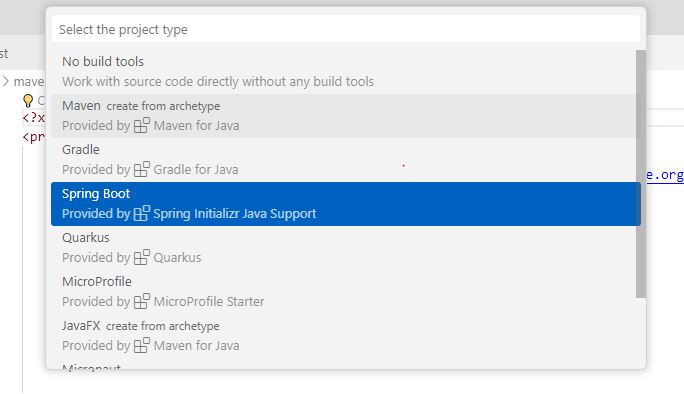 Select the project type
st
No build tools
> mave
Work with source code directly without any build tools
Maven create from archetype
<?x
Provided by Maven for Java
<pr
Gradle
Provided by Gradle for Java
e.org
Spring Boot
Provided by Spring Initializr Java Support
Quarkus
Provided by Quarkus
MicroProfile
Provided by MicroProfile Starter
JavaFX create from archetype
Provided by Maven for Java
Micronaut